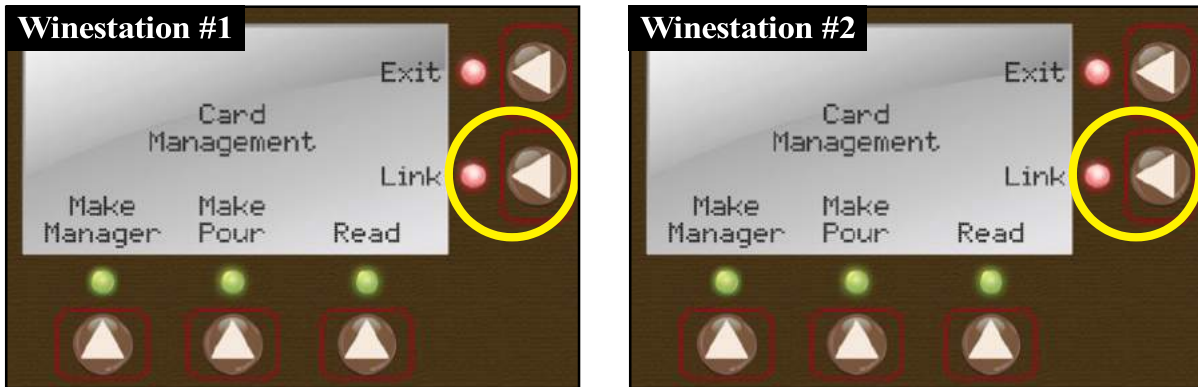 Winestation #1
Exit
Card
Management
Link
Make Make
Manager Pour Read
Winestation #2
Exit
Card
Management
Link
Make Make
Manager Pour Read